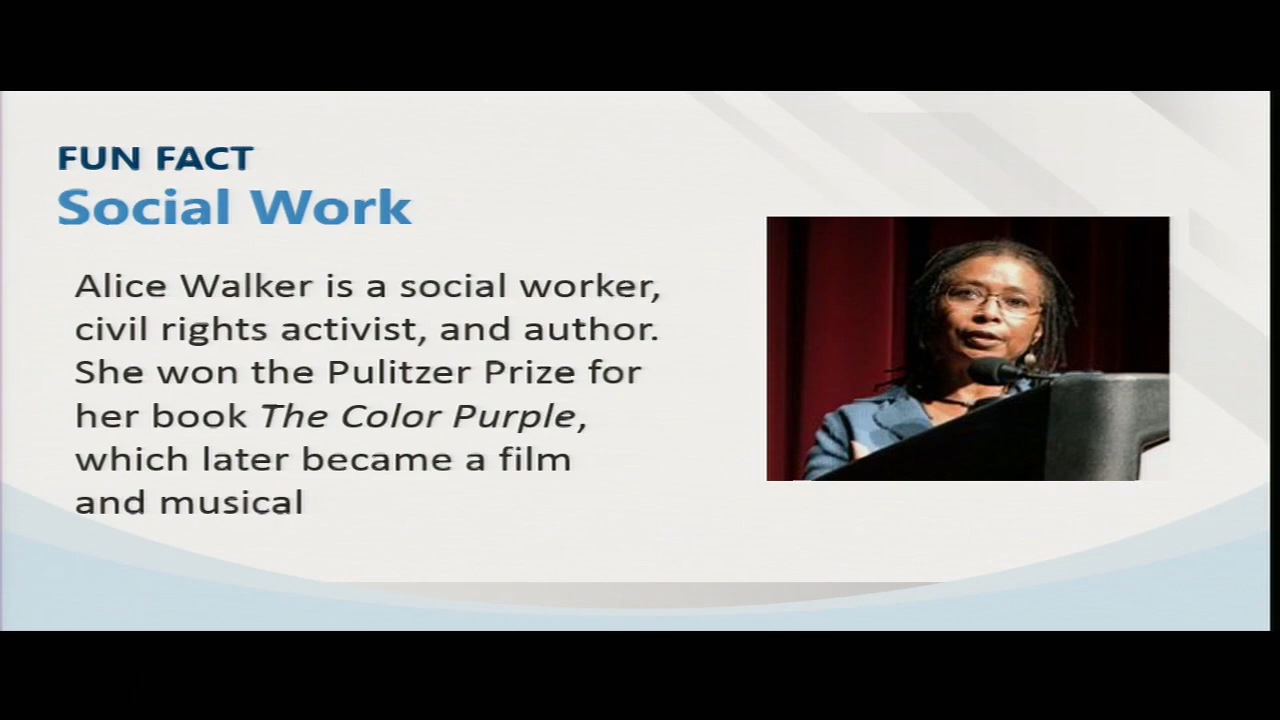 FUN FACT
Social Work
Alice Walker is a social worker,
civil rights activist, and author.
She won the Pulitzer Prize for
her book The Color Purple,
which later became a film
and musical